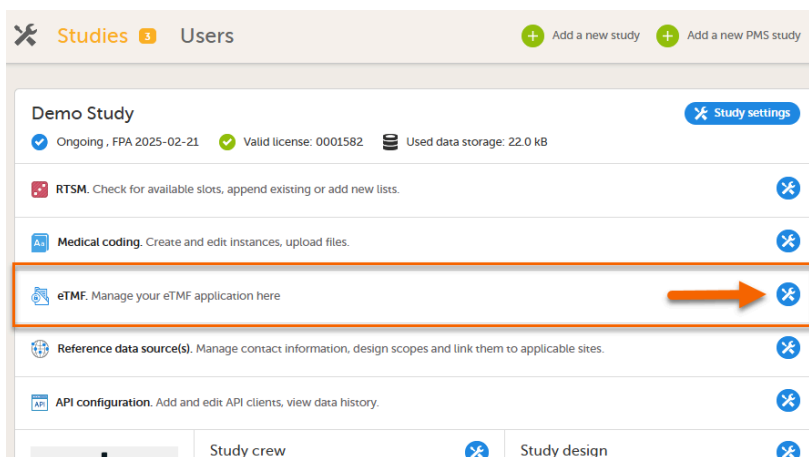 Studies 3 Users
Add a new study Add a new PMS study
Demo Study
Study settings
Ongoing , FPA 2025-02-21 Valid license: 0001582 Used data storage: 22.0 kB
RTSM. Check for available slots, append existing or add new lists.
Aa Medical coding. Create and edit instances, upload files.
eTMF. Manage your eTMF application here
Reference data source(s). Manage contact information, design scopes and link them to applicable sites.
API API configuration. Add and edit API clients, view data history.
Study crew Study design